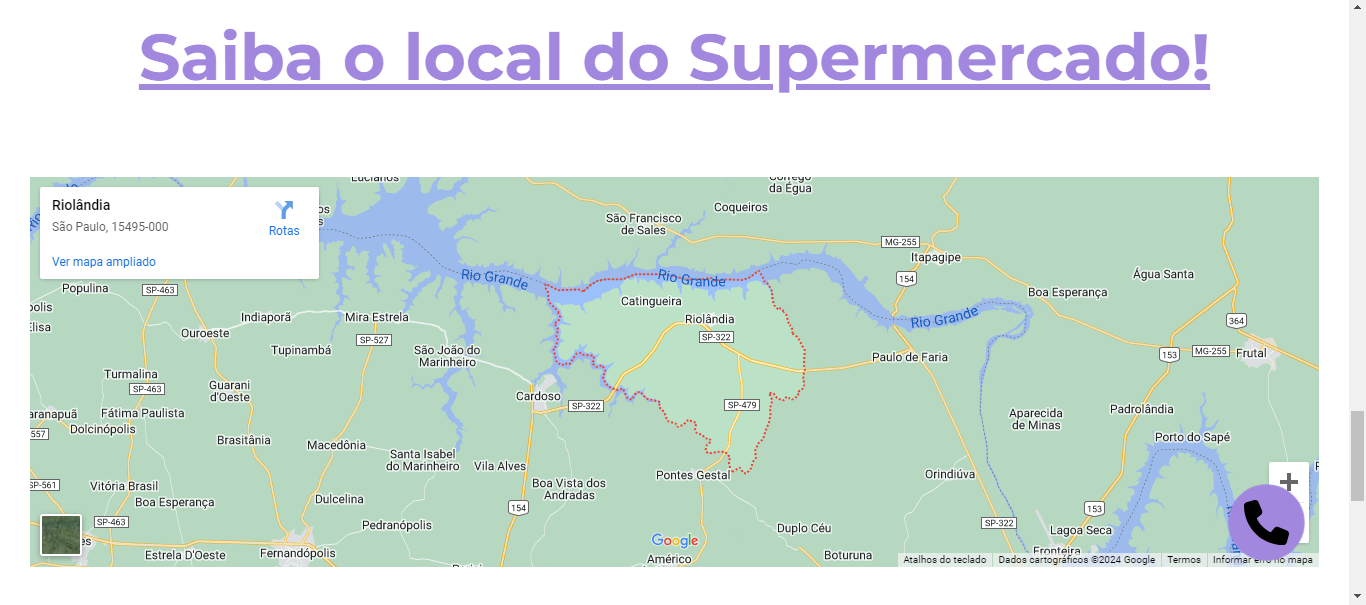 Saiba o local do Supermercado!
Riolândia
São Paulo, 15495-000
Rotas
Ver mapa ampliado
Lucianos
Córrego
da Égua
Coqueiros
São Francisco
de Sales
MG-255
Itapagipe
Rio Grande
Rio Grande
154
Água Santa
Populina
SP-463
Catingueira
Boa Esperança
Indiaporã
Mira Estrela
Riolândia
Rio Grande
364
Ouroeste
SP-527
SP-322
Tupinambá
São João do
Marinheiro
Paulo de Faria
153
MG-255
Frutal
Turmalina
SP-463
Guarani
d'Oeste
Cardoso
SP-322
SP-479
Fátima Paulista
Aparecida
de Minas
Padrolândia
Dolcinópolis
557
Brasitânia
Macedônia
Porto do Sapé
Santa Isabel
do Marinheiro
Vila Alves
Pontes Gestal
Orindiúva
SP-561
Vitória Brasil
Boa Vista dos
Andradas
Boa Esperança
Dulcelina
154
153
SP-463
Pedranópolis
Duplo Céu
SP-322
Lagoa Seca
Estrela D'Oeste
Fernandópolis
Google
Américo
Boturuna
Fronteira
Atalhos do teclado
Dados cartográficos ©2024 Google
Termos
Informar erro no mapa